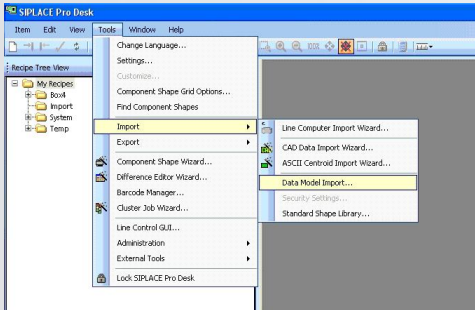 SIPLACE Pro Desk
Item Edit View Tools Window Help
Recipe Tree View
My Recipes
Box4
Import
System
Temp
Change Language...
Settings...
Customize...
Component Shape Grid Options...
Find Component Shapes
Import
Export
Component Shape Wizard...
Difference Editor Wizard...
Barcode Manager...
Cluster Job Wizard...
Line Control GUI...
Administration
External Tools
Lock SIPLACE Pro Desk
Line Computer Import Wizard...
CAD Data Import Wizard...
ASCII Centroid Import Wizard...
Data Model Import...
Security Settings...
Standard Shape Library...